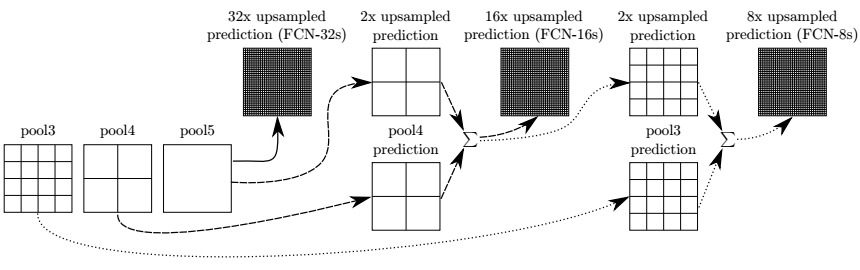 32x upsampled
prediction (FCN-32s)
2x upsampled
prediction
16x upsampled
prediction (FCN-16s)
2x upsampled
prediction
8x upsampled
prediction (FCN-8s)
pool3
pool4
pool5
pool4
prediction
∑
pool3
prediction
∑